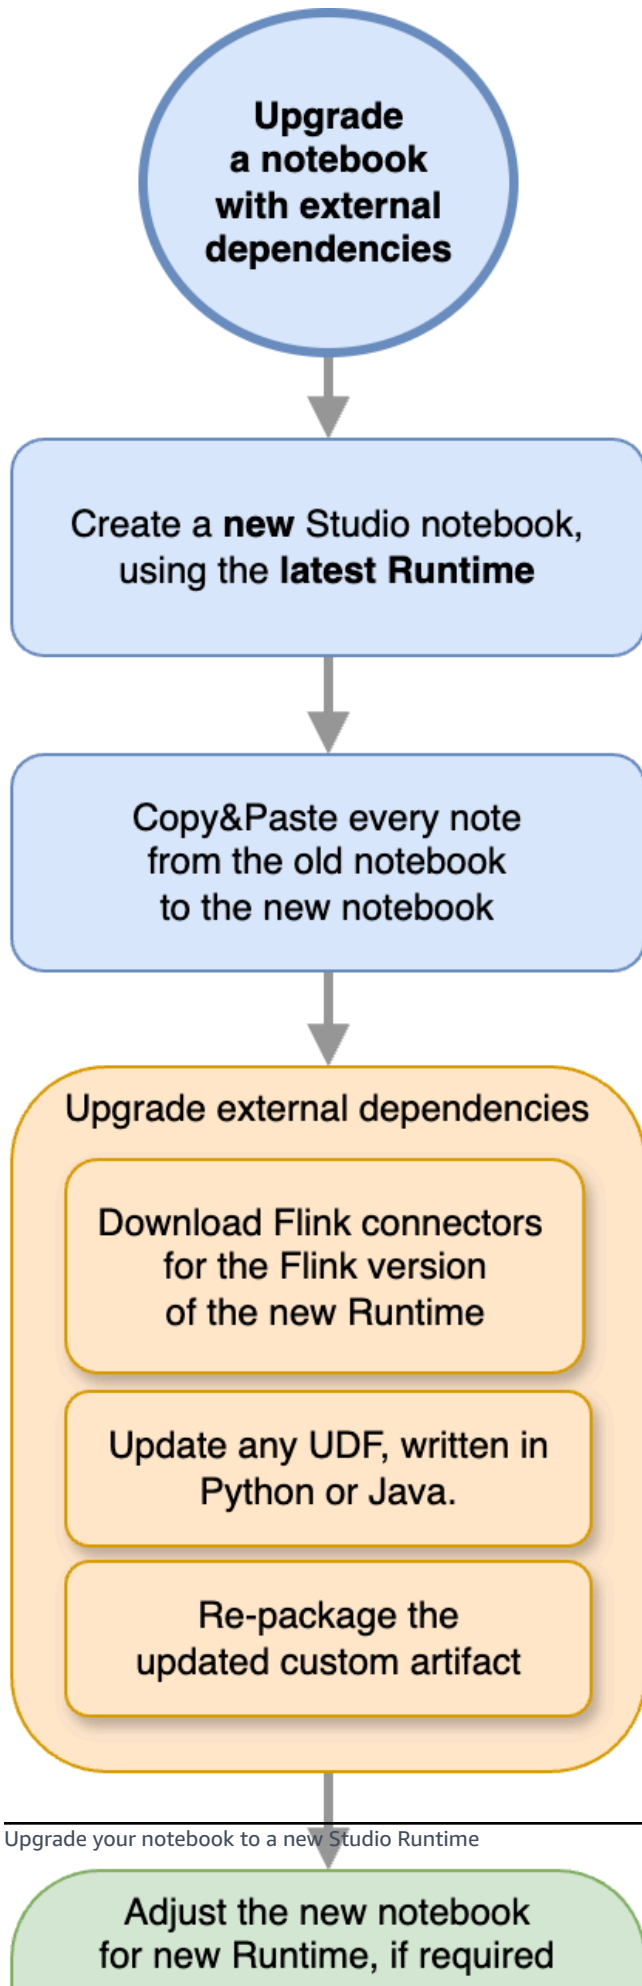 Upgrade
a notebook
with external
dependencies
Create a new Studio notebook,
using the latest Runtime
Copy&Paste every note
from the old notebook
to the new notebook
Upgrade external dependencies
Download Flink connectors
for the Flink version
of the new Runtime
Update any UDF, written in
Python or Java.
Re-package the
updated custom artifact
Upgrade your notebook to a new Studio Runtime
Adjust the new notebook
for new Runtime, if required